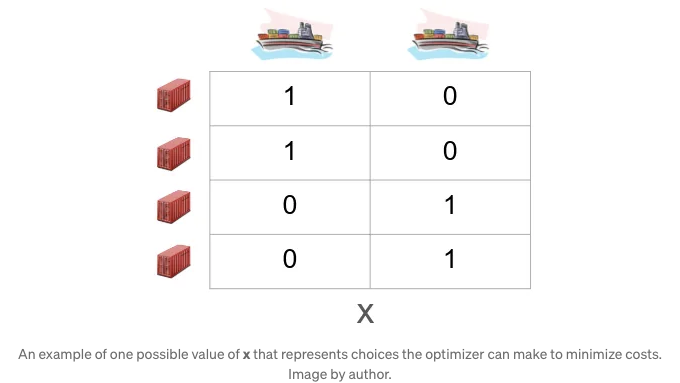 1 0
1 0
0 1
0 1
X
An example of one possible value of x that represents choices the optimizer can make to minimize costs.
Image by author.